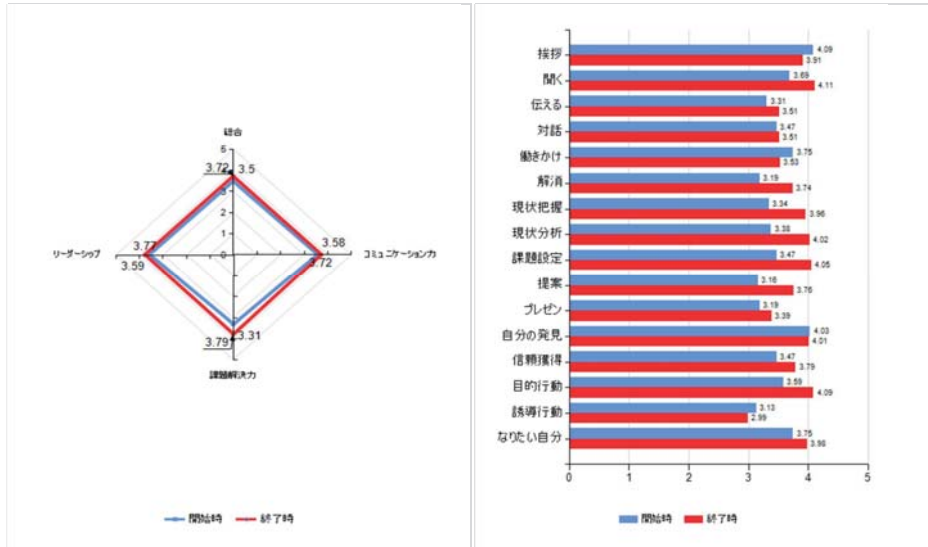 総合
5
3.72
3.5
4
3
2
1
0
リーダーシップ
3.77
3.59
3.58
3.72
コミュニケーション力
3.31
3.79
課題解決力
開始時 終了時
挨拶 4.09
3.91
聞く 3.69
4.11
伝える 3.31
3.51
対話 3.47
3.51
働きかけ 3.75
3.53
解消 3.19
3.74
現状把握 3.34
3.96
現状分析 3.38
4.02
課題設定 3.47
4.05
提案 3.16
3.76
プレゼン 3.19
3.39
自分の発見 4.03
4.01
信頼獲得 3.47
3.79
目的行動 3.59
4.09
誘導行動 3.13
2.99
なりたい自分 3.75
3.98
0 1 2 3 4 5
開始時 終了時